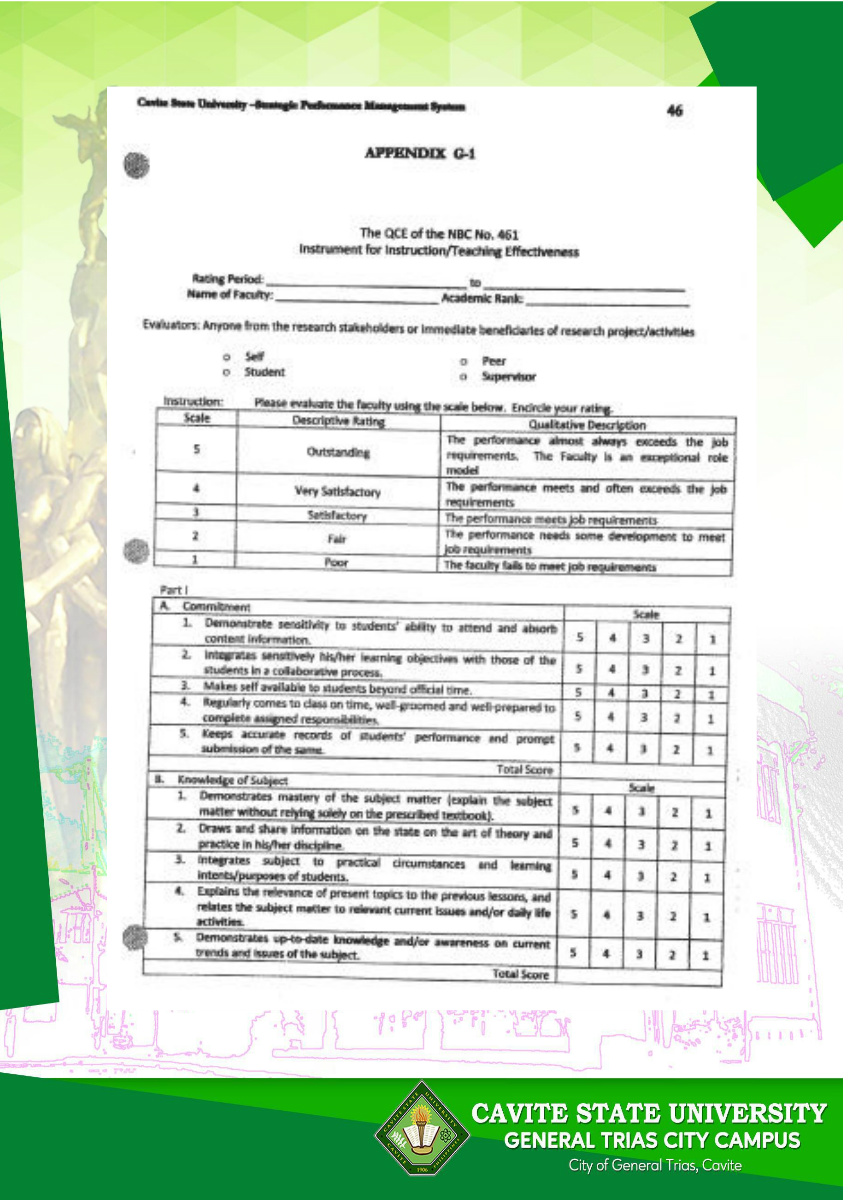 Cavite State University -Strategic Performance Management System
46
APPENDIX G-1
The QCE of the NBC No. 461
Instrument for Instruction/Teaching Effectiveness
Rating Period: ____ to ____
Name of Faculty: ____ Academic Rank: ____
Evaluators: Anyone from the research stakeholders or immediate beneficiaries of research project/activities
o Self
o Peer
o Student
o Supervisor
Instruction: Please evaluate the faculty using the scale below. Encircle your rating.
Scale Descriptive Rating Qualitative Description
5 Outstanding The performance almost always exceeds the job
requirements. The Faculty is an exceptional role
model
4 Very Satisfactory The performance meets and often exceeds the job
requirements
3 Satisfactory The performance meets job requirements
2 Fair The performance needs some development to meet
job requirements
1 Poor The faculty fails to meet job requirements
Part I
A. Commitment Scale
1. Demonstrate sensitivity to students' ability to attend and absorb
content information. 5 4 3 2 1
2. Integrates sensitively his/her learning objectives with those of the
students in a collaborative process. 5 4 3 2 1
3. Makes self available to students beyond official time. 5 4 3 2 1
4. Regularly comes to class on time, well-groomed and well-prepared to
complete assigned responsibilities. 5 4 3 2 1
5. Keeps accurate records of students' performance and prompt
submission of the same. 5 4 3 2 1
Total Score
B. Knowledge of Subject Scale
1. Demonstrates mastery of the subject matter (explain the subject
matter without relying solely on the prescribed textbook). 5 4 3 2 1
2. Draws and share information on the state on the art of theory and
practice in his/her discipline. 5 4 3 2 1
3. Integrates subject to practical circumstances and learning
intents/purposes of students. 5 4 3 2 1
4. Explains the relevance of present topics to the previous lessons, and
relates the subject matter to relevant current issues and/or daily life
activities. 5 4 3 2 1
5. Demonstrates up-to-date knowledge and/or awareness on current
trends and issues of the subject. 5 4 3 2 1
Total Score
CAVITE STATE UNIVERSITY
1906
CAVITE STATE UNIVERSITY
GENERAL TRIAS CITY CAMPUS
City of General Trias, Cavite